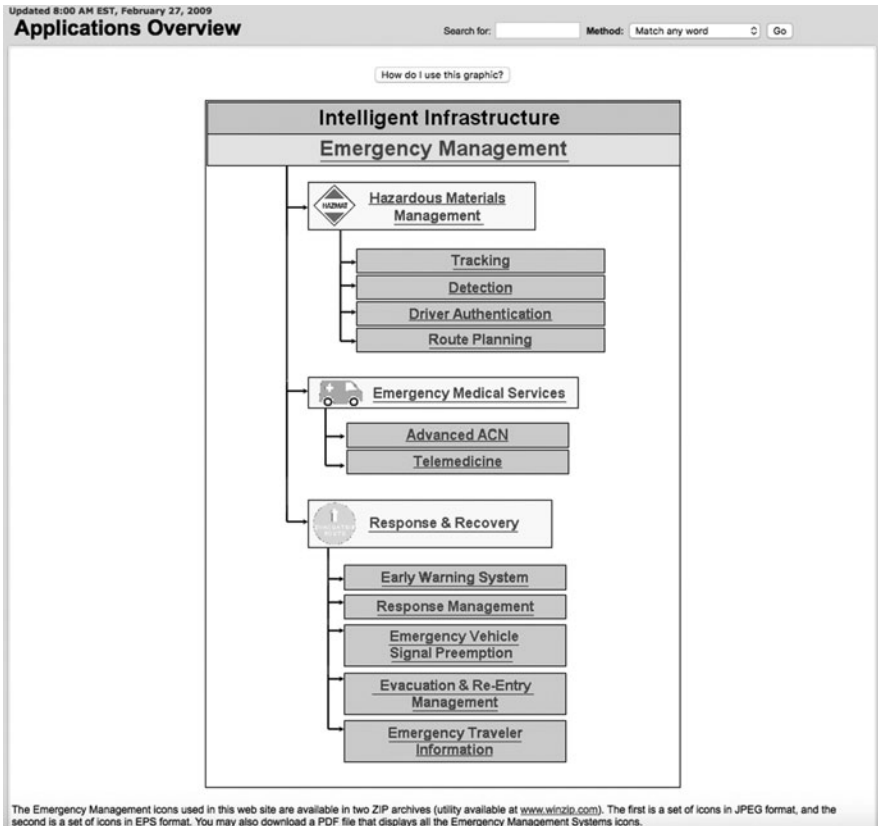 Updated 8:00 AM EST, February 27, 2009
Applications Overview
Search for:
Method: Match any word Go
How do I use this graphic?
Intelligent Infrastructure
Emergency Management
HAZMAT
Hazardous Materials
Management
Tracking
Detection
Driver Authentication
Route Planning
Emergency Medical Services
Advanced ACN
Telemedicine
Response & Recovery
Early Warning System
Response Management
Emergency Vehicle
Signal Preemption
Evacuation & Re-Entry
Management
Emergency Traveler
Information
The Emergency Management icons used in this web site are available in two ZIP archives (utility available at www.winzip.com). The first is a set of icons in JPEG format, and the
second is a set of icons in EPS format. You may also download a PDF file that displays all the Emergency Management Systems icons.